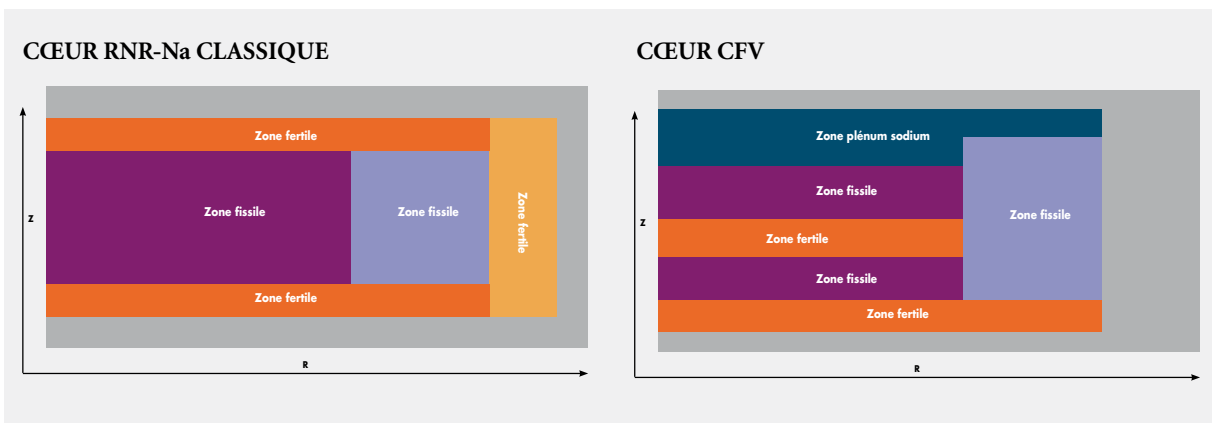 CŒUR RNR-Na CLASSIQUE
Zone fertile
Zone fissile
Zone fissile
Zone fertile
Zone fertile
Z
R
CŒUR CFV
Zone plénum sodium
Zone fissile
Zone fissile
Zone fertile
Zone fissile
Zone fertile
Z
R